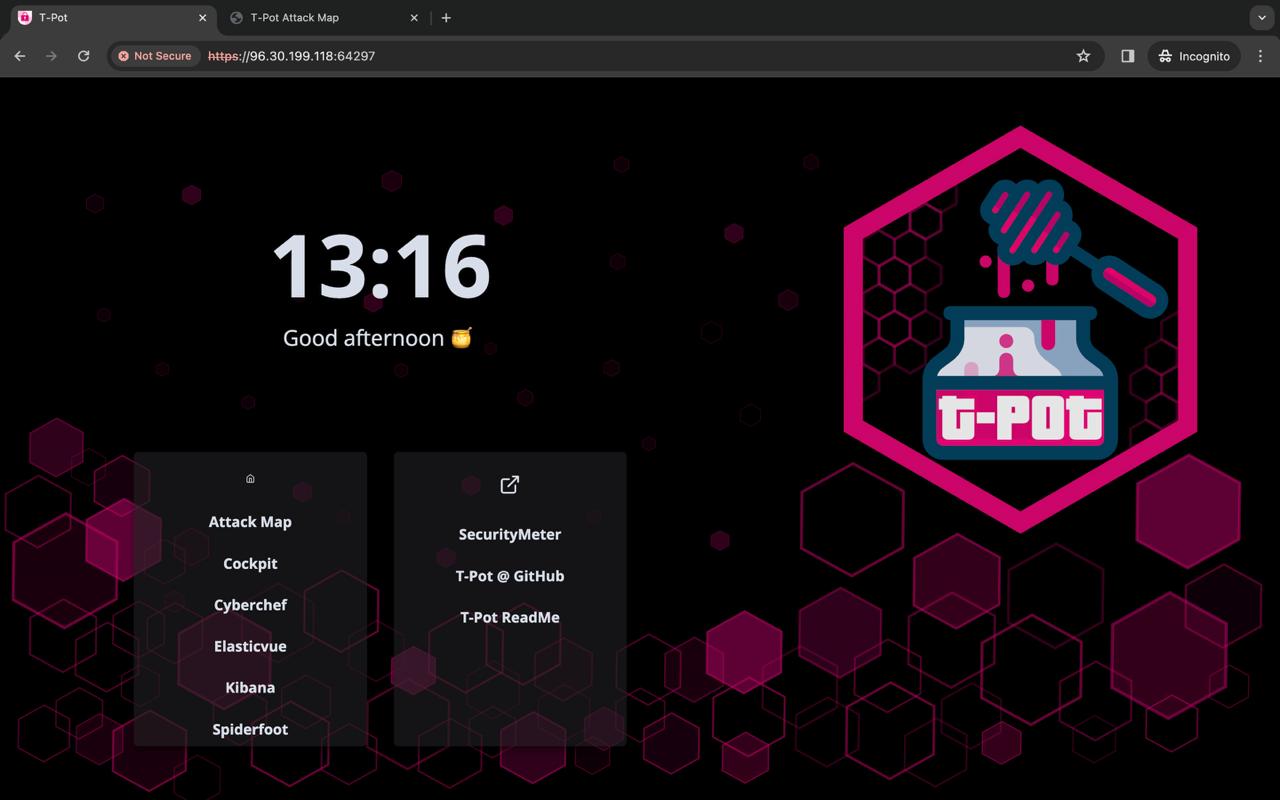 T-Pot
T-Pot Attack Map
Not Secure
https://96.30.199.118:64297
Incognito
13:16
Good afternoon 🍯
t-pot
Attack Map
Cockpit
Cyberchef
Elasticvue
Kibana
Spiderfoot
SecurityMeter
T-Pot @ GitHub
T-Pot ReadMe